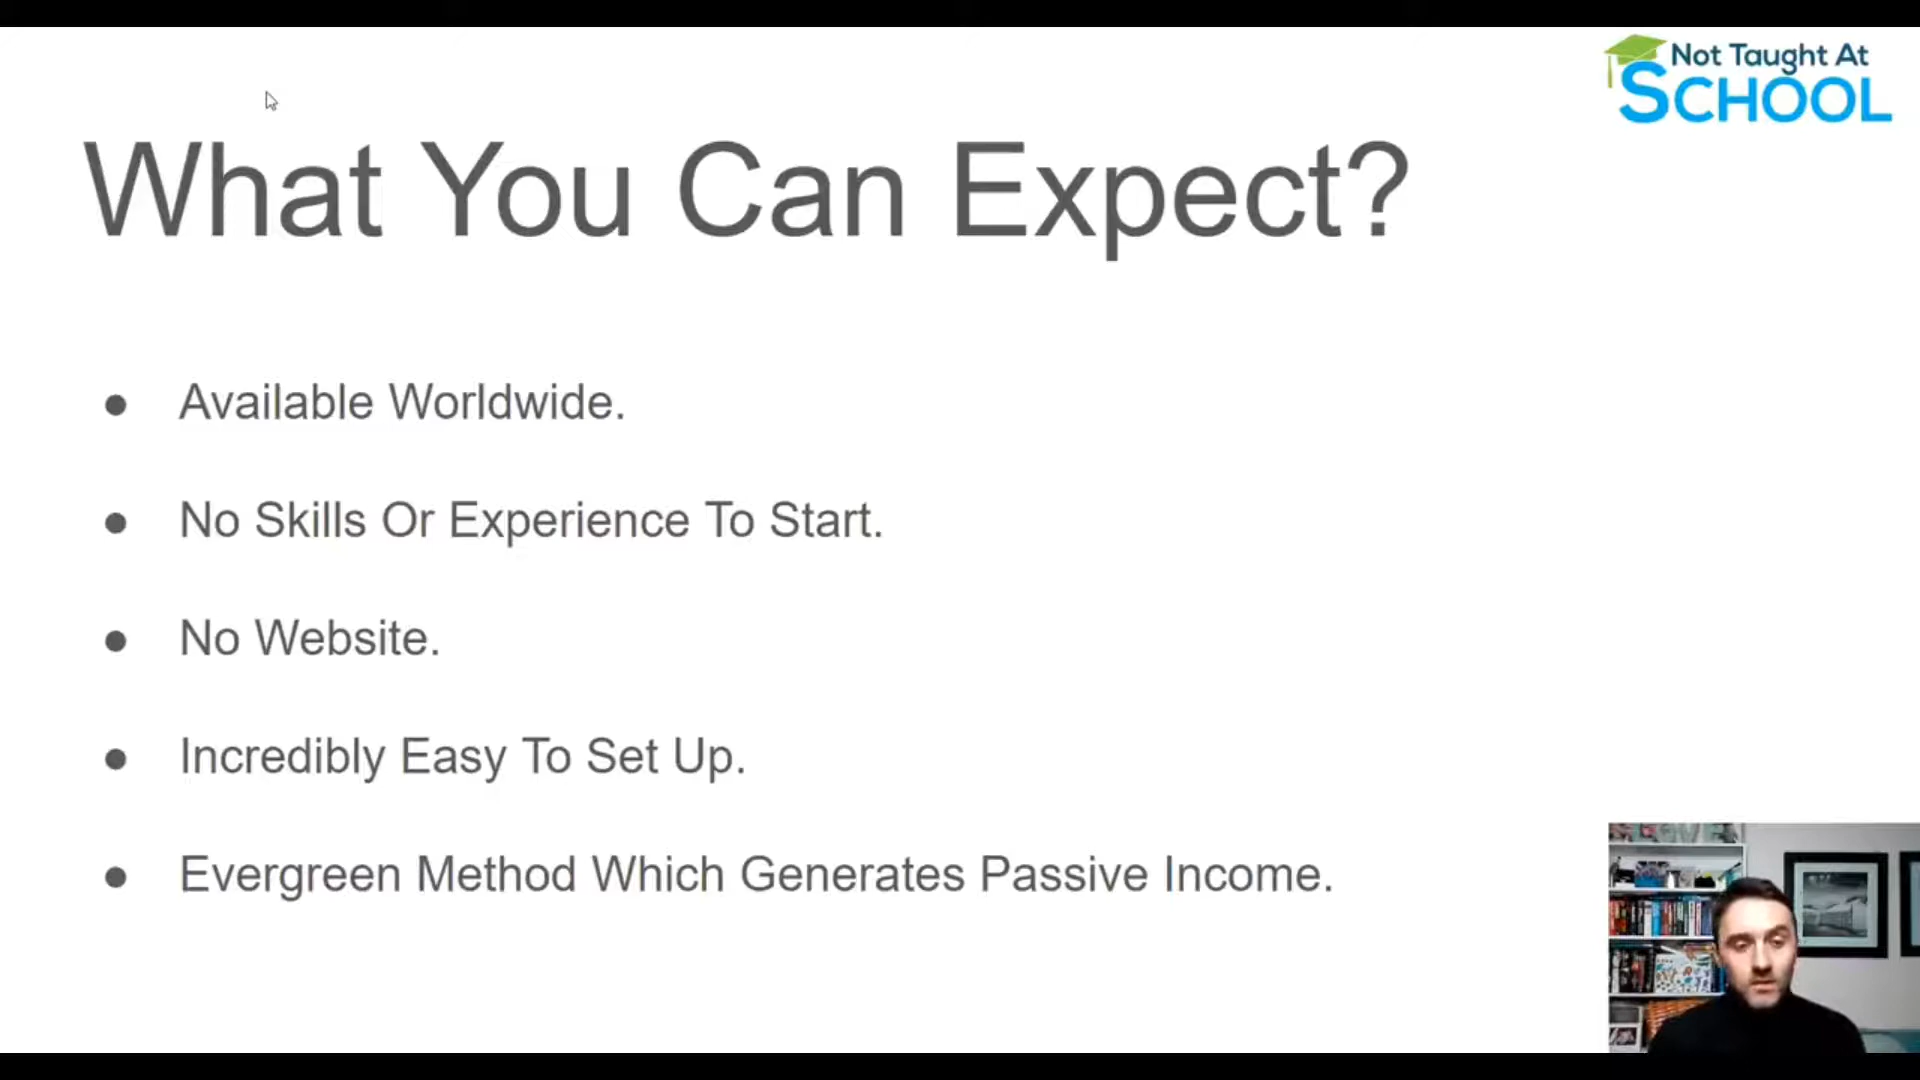 Not Taught At
SCHOOL
What You Can Expect?
● Available Worldwide.
● No Skills Or Experience To Start.
● No Website.
● Incredibly Easy To Set Up.
● Evergreen Method Which Generates Passive Income.